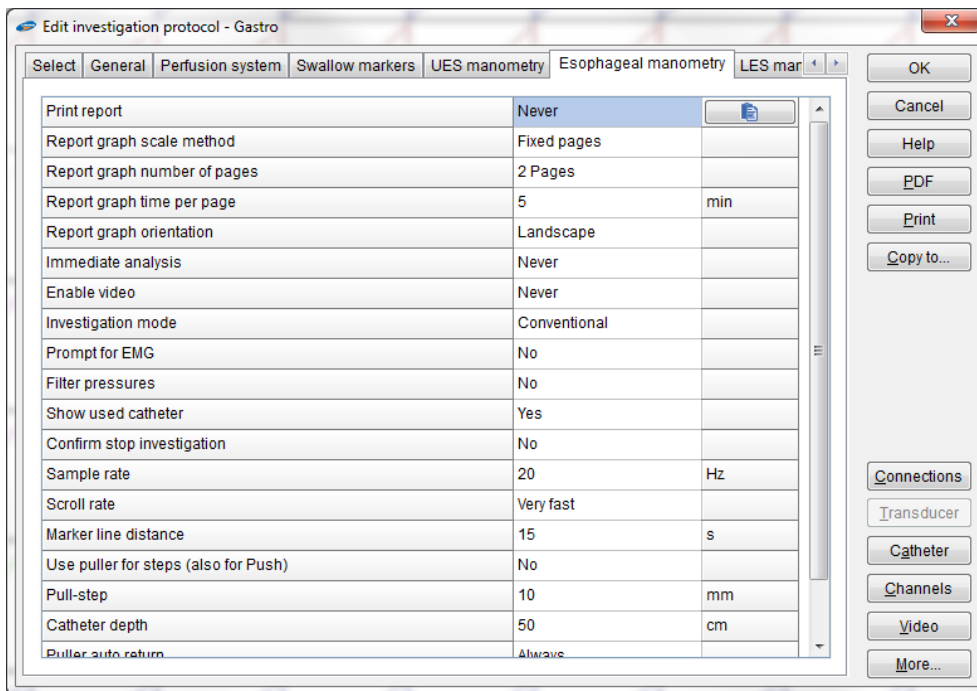 Edit investigation protocol - Gastro
Select General Perfusion system Swallow markers UES manometry Esophageal manometry LES mar
Print report Never
Report graph scale method Fixed pages
Report graph number of pages 2 Pages
Report graph time per page 5 min
Report graph orientation Landscape
Immediate analysis Never
Enable video Never
Investigation mode Conventional
Prompt for EMG No
Filter pressures No
Show used catheter Yes
Confirm stop investigation No
Sample rate 20 Hz
Scroll rate Very fast
Marker line distance 15 s
Use puller for steps (also for Push) No
Pull-step 10 mm
Catheter depth 50 cm
Puller auto return Always
OK
Cancel
Help
PDF
Print
Copy to...
Connections
Transducer
Catheter
Channels
Video
More...